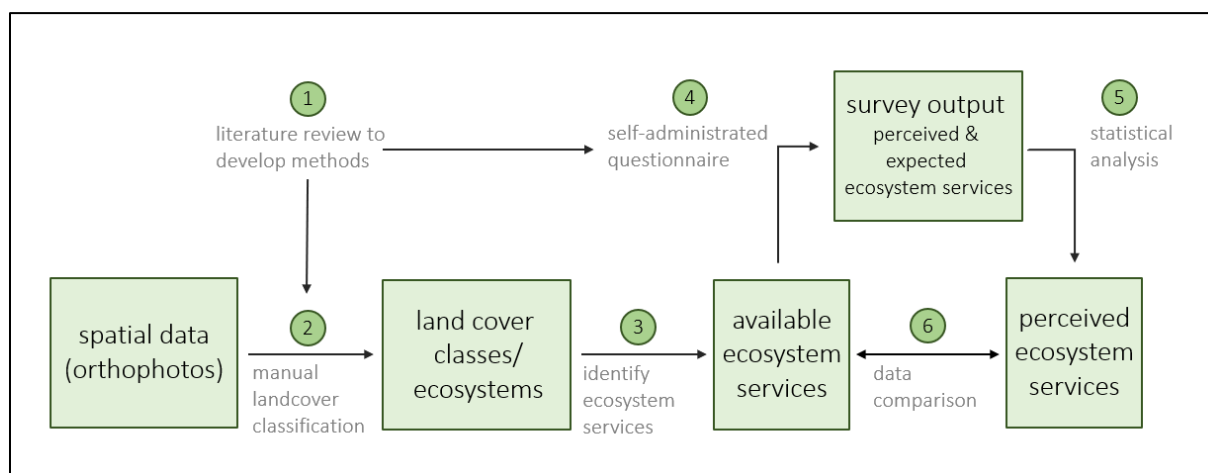 1
literature review to
develop methods
4
self-administrated
questionnaire
survey output
perceived &
expected
ecosystem services
5
statistical
analysis
spatial data
(orthophotos)
2
manual
landcover
classification
land cover
classes/
ecosystems
3
identify
ecosystem
services
available
ecosystem
services
6
data
comparison
perceived
ecosystem
services